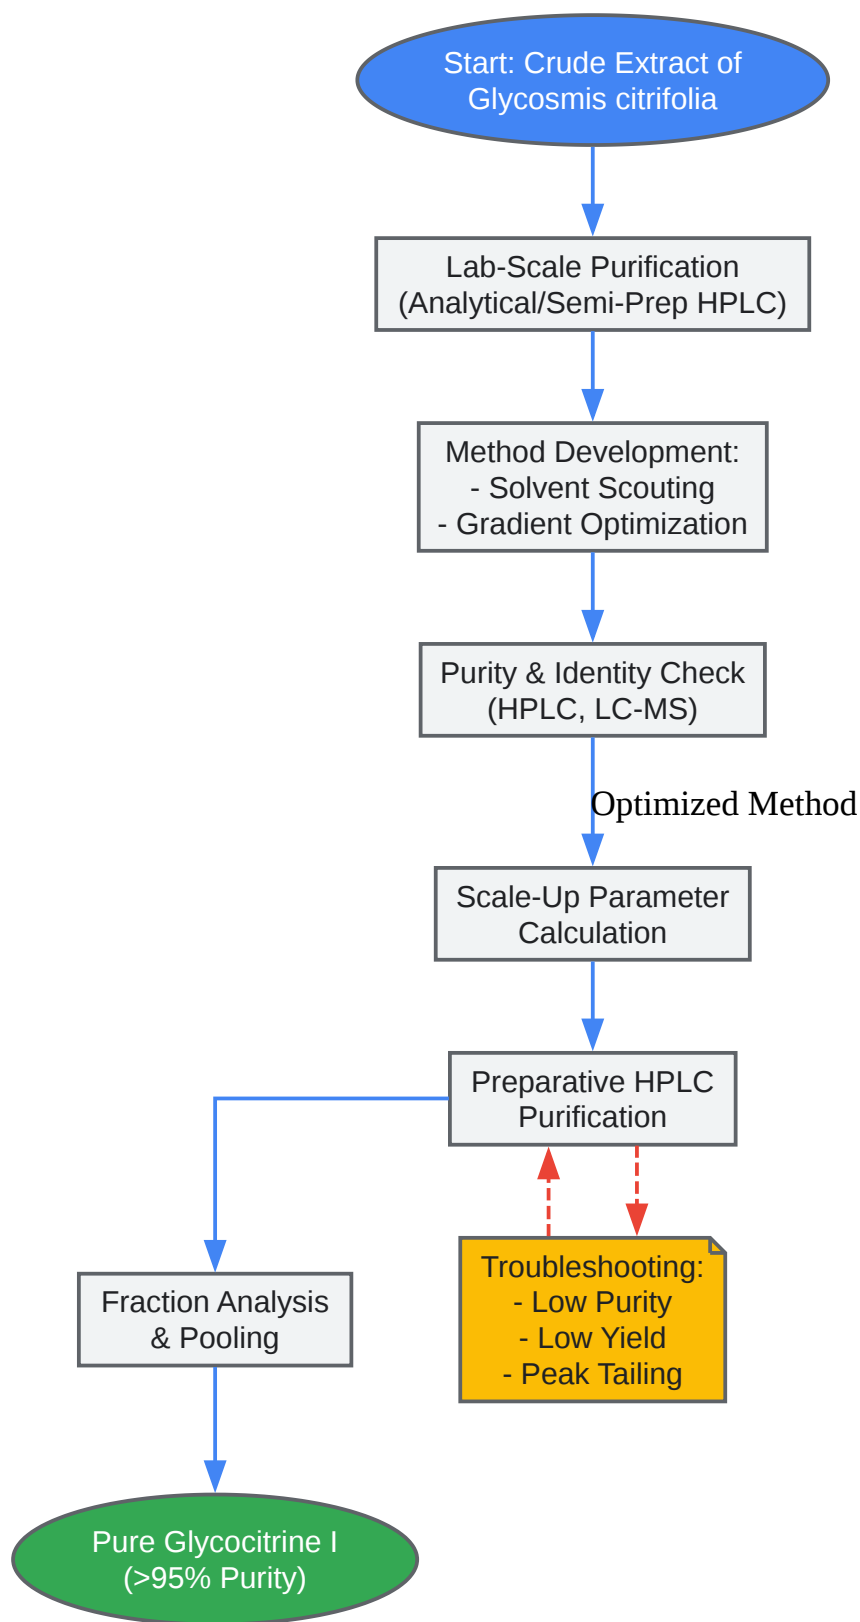 Start: Crude Extract of
Glycosmis citrifolia
Lab-Scale Purification
(Analytical/Semi-Prep HPLC)
Method Development:
- Solvent Scouting
- Gradient Optimization
Purity & Identity Check
(HPLC, LC-MS)
Optimized Method
Scale-Up Parameter
Calculation
Preparative HPLC
Purification
Troubleshooting:
- Low Purity
- Low Yield
- Peak Tailing
Fraction Analysis
& Pooling
Pure Glycocitrine I
(>95% Purity)